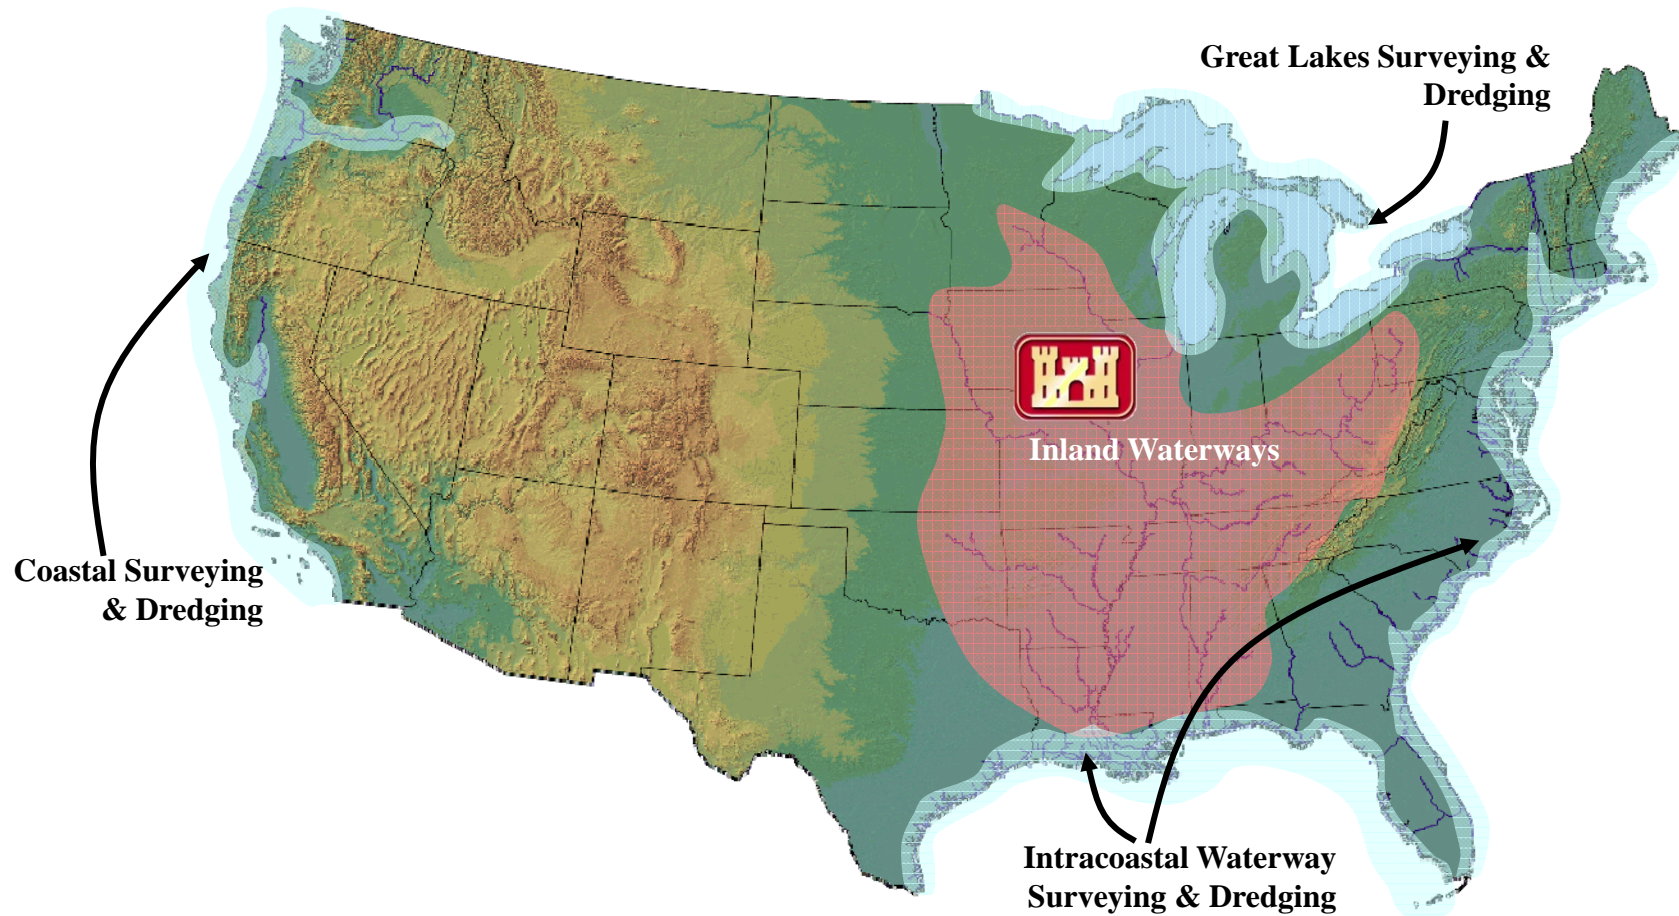 Great Lakes Surveying &
Dredging
Inland Waterways
Coastal Surveying
& Dredging
Intracoastal Waterway
Surveying & Dredging